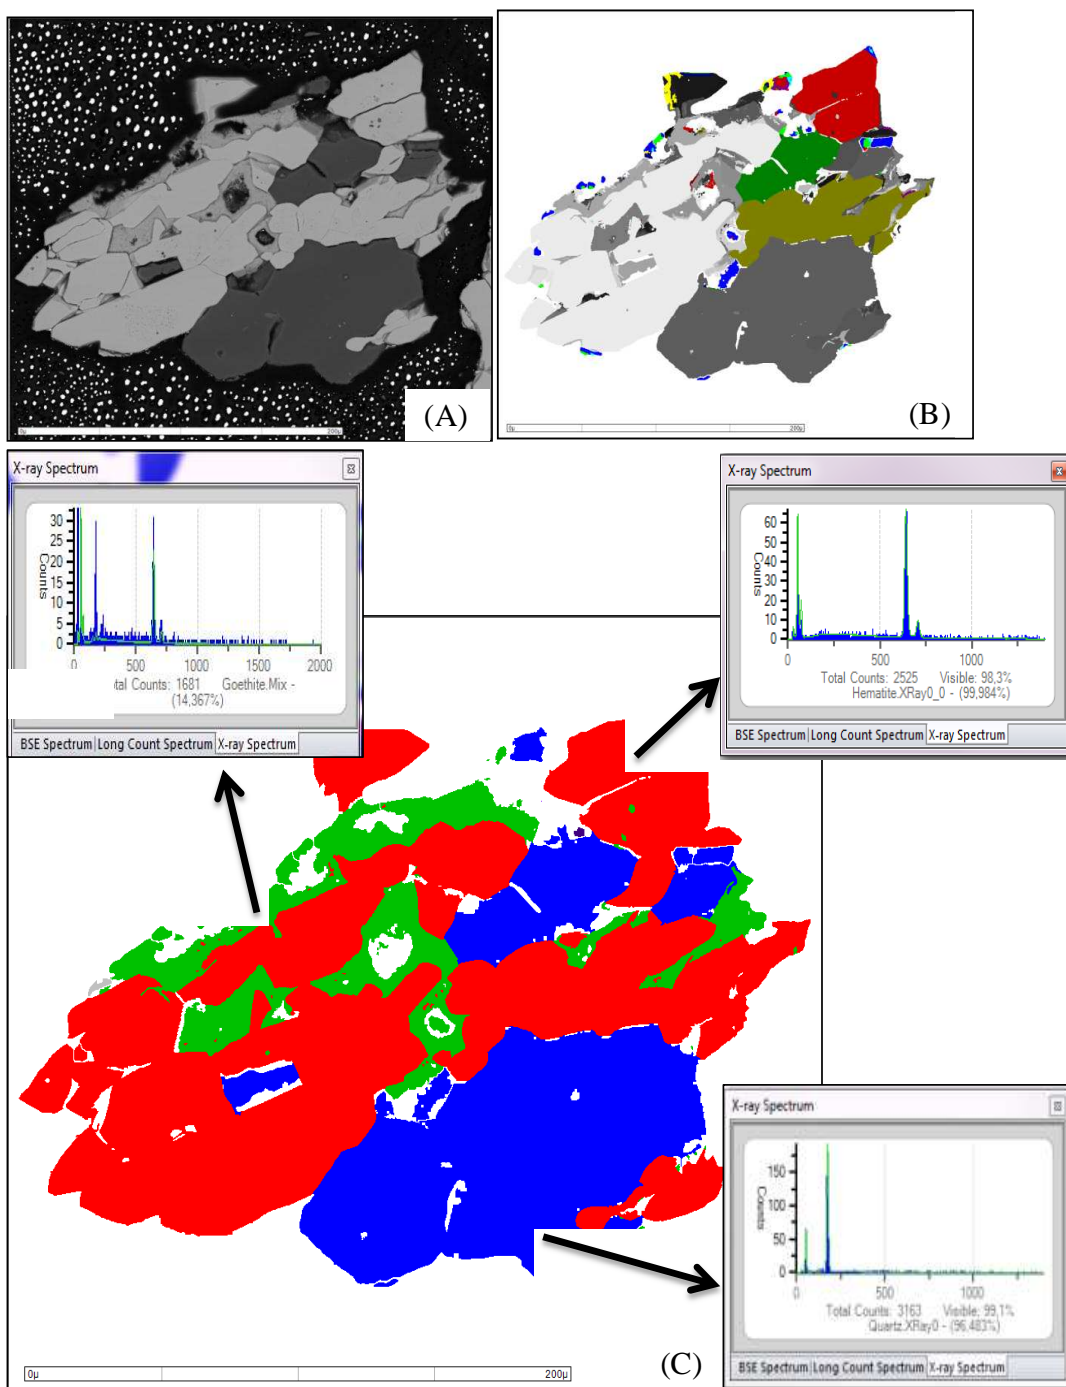 (A)
0µ 200µ
(B)
0µ 200µ
X-ray Spectrum
Counts
30
25
20
15
10
5
0
0 500 1000 1500 2000
tal Counts: 1681 Goethite.Mix -
(14,367%)
BSE Spectrum Long Count Spectrum X-ray Spectrum
X-ray Spectrum
Counts
60
50
40
30
20
10
0
0 500 1000
Total Counts: 2525 Visible: 98,3%
Hematite.XRay0_0 - (99,984%)
BSE Spectrum Long Count Spectrum X-ray Spectrum
X-ray Spectrum
Counts
150
100
50
0
0 500 1000
Total Counts: 3163 Visible: 99,1%
Quartz.XRay0 - (96,483%)
BSE Spectrum Long Count Spectrum X-ray Spectrum
0µ 200µ
(C)